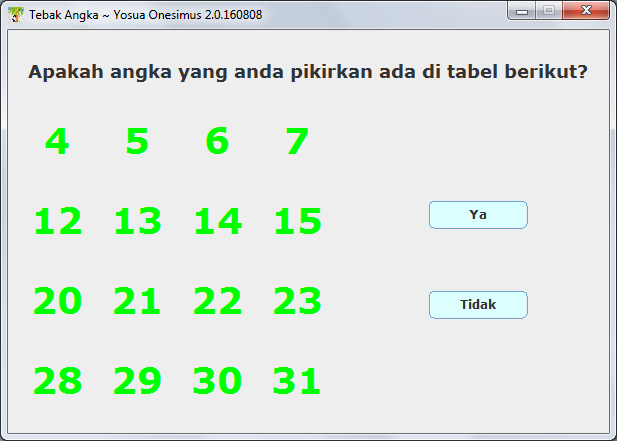 Tebak Angka ~ Yosua Onesimus 2.0.160808
Apakah angka yang anda pikirkan ada di tabel berikut?
4 5 6 7
12 13 14 15
Ya
20 21 22 23
Tidak
28 29 30 31